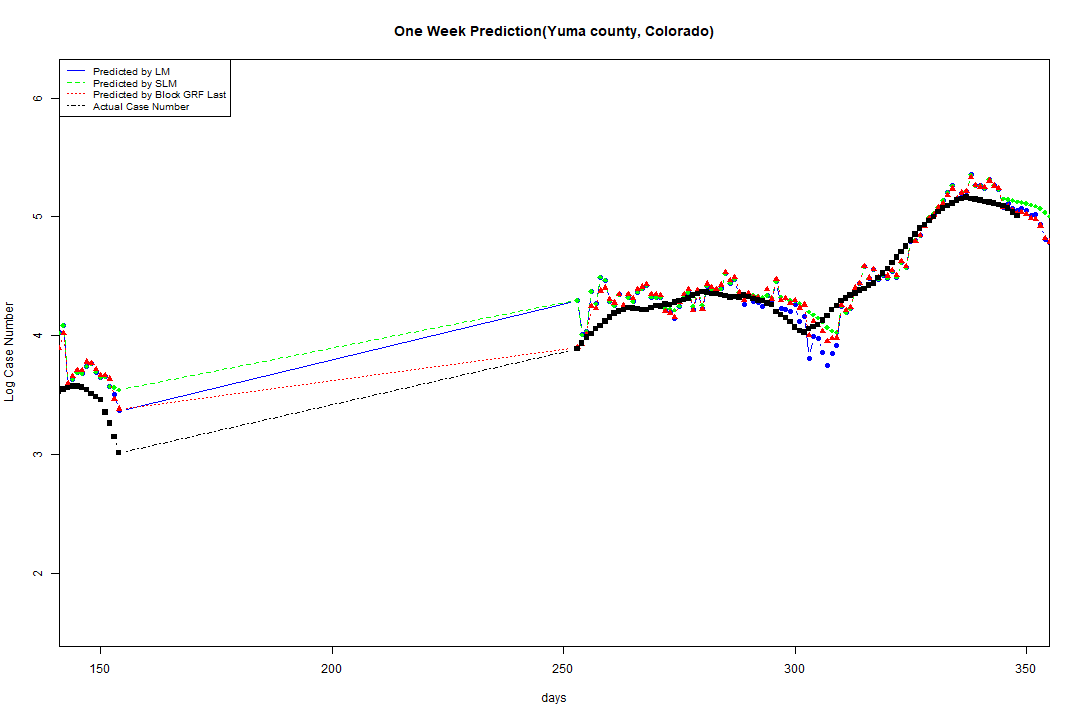 One Week Prediction(Yuma county, Colorado)
Predicted by LM
Predicted by SLM
Predicted by Block GRF Last
Actual Case Number
6
5
4
3
2
Log Case Number
150 200 250 300 350
days